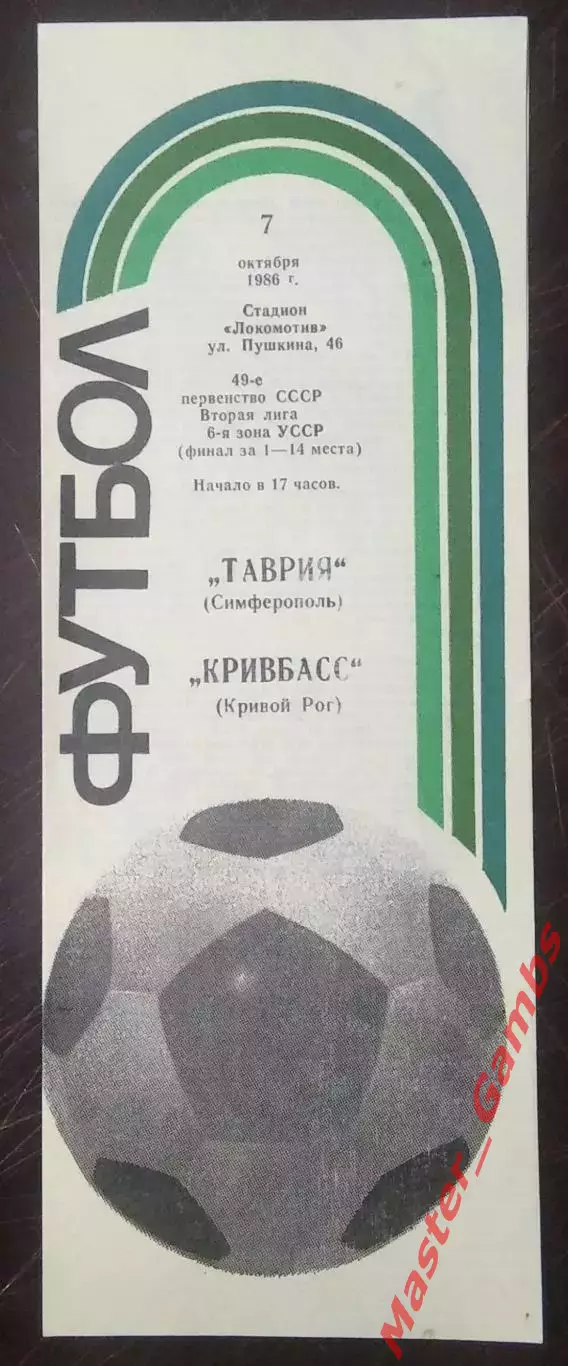 ФУТБОЛ
7
октября
1986 г.
Стадион
«Локомотив»
ул. Пушкина, 46
49-е
первенство СССР
Вторая лига
6-я зона УССР
(финал за 1—14 места)
Начало в 17 часов.
„ТАВРИЯ“
(Симферополь)
„КРИВБАСС“
(Кривой Рог)
Master_Gambs